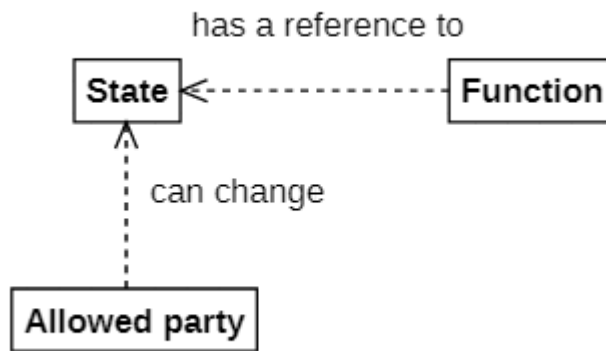 has a reference to
State
Function
can change
Allowed party